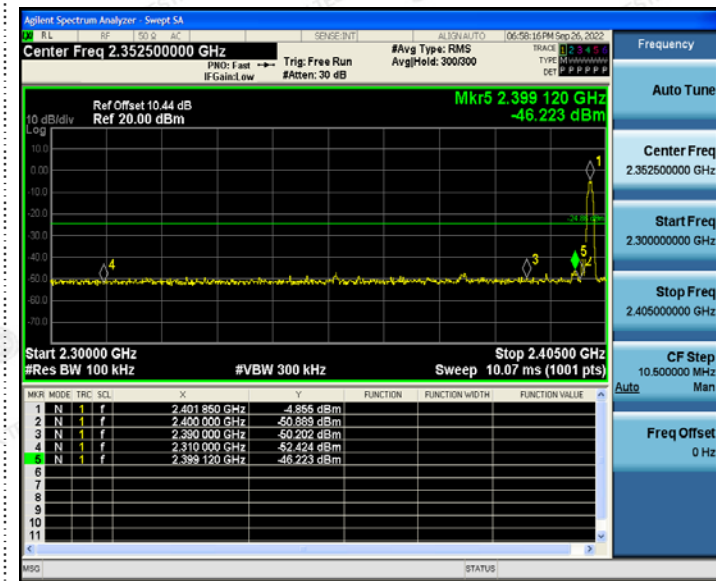 Agilent Spectrum Analyzer - Swept SA
RL RF 50 Ω AC SENSE:INT ALIGN AUTO 06:58:16 PM Sep 26, 2022
Center Freq 2.352500000 GHz
PNO: Fast
IFGain:Low
Trig: Free Run
#Atten: 30 dB
#Avg Type: RMS
Avg|Hold: 300/300
TRACE 1 2 3 4 5 6
TYPE M
DET P P P P P P
Mkr5 2.399 120 GHz
-46.223 dBm
Ref Offset 10.44 dB
10 dB/div Ref 20.00 dBm
Log
10.0
0.00
-10.0
-20.0
-30.0
-40.0
-50.0
-60.0
-70.0
-24.86 dBm
1
4
3
5
2
Start 2.30000 GHz Stop 2.40500 GHz
#Res BW 100 kHz #VBW 300 kHz Sweep 10.07 ms (1001 pts)
MKR MODE TRC SCL X Y FUNCTION FUNCTION WIDTH FUNCTION VALUE
1 N 1 f 2.401 850 GHz -4.855 dBm
2 N 1 f 2.400 000 GHz -50.889 dBm
3 N 1 f 2.390 000 GHz -50.202 dBm
4 N 1 f 2.310 000 GHz -52.424 dBm
5 N 1 f 2.399 120 GHz -46.223 dBm
6
7
8
9
10
11
MSG STATUS
Frequency
Auto Tune
Center Freq
2.352500000 GHz
Start Freq
2.300000000 GHz
Stop Freq
2.405000000 GHz
CF Step
10.500000 MHz
Auto Man
Freq Offset
0 Hz